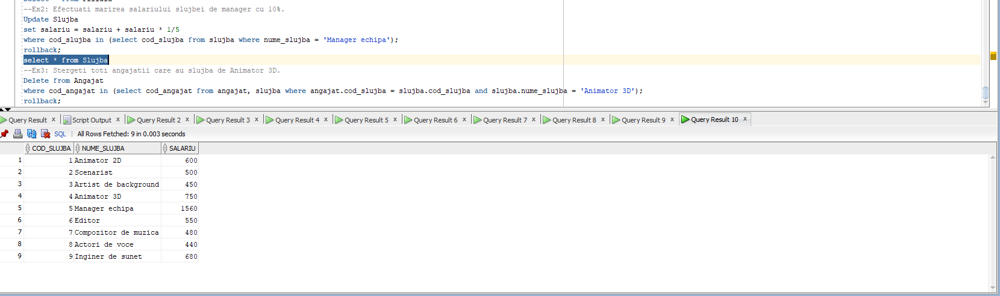 --Ex2: Efectuati marirea salariului slujbei de manager cu 10%.
Update Slujba
set salariu = salariu + salariu * 1/5
where cod_slujba in (select cod_slujba from slujba where nume_slujba = 'Manager echipa');
rollback;
select * from Slujba
--Ex3: Stergeti toti angajatii care au slujba de Animator 3D.
Delete from Angajat
where cod_angajat in (select cod_angajat from angajat, slujba where angajat.cod_slujba = slujba.cod_slujba and slujba.nume_slujba = 'Animator 3D');
rollback;
Query Result x Script Output x Query Result 2 x Query Result 3 x Query Result 4 x Query Result 5 x Query Result 6 x Query Result 7 x Query Result 8 x Query Result 9 x Query Result 10 x
SQL | All Rows Fetched: 9 in 0.003 seconds
COD_SLUJBA NUME_SLUJBA SALARIU
1 1 Animator 2D 600
2 2 Scenarist 500
3 3 Artist de background 450
4 4 Animator 3D 750
5 5 Manager echipa 1560
6 6 Editor 550
7 7 Compozitor de muzica 480
8 8 Actori de voce 440
9 9 Inginer de sunet 680